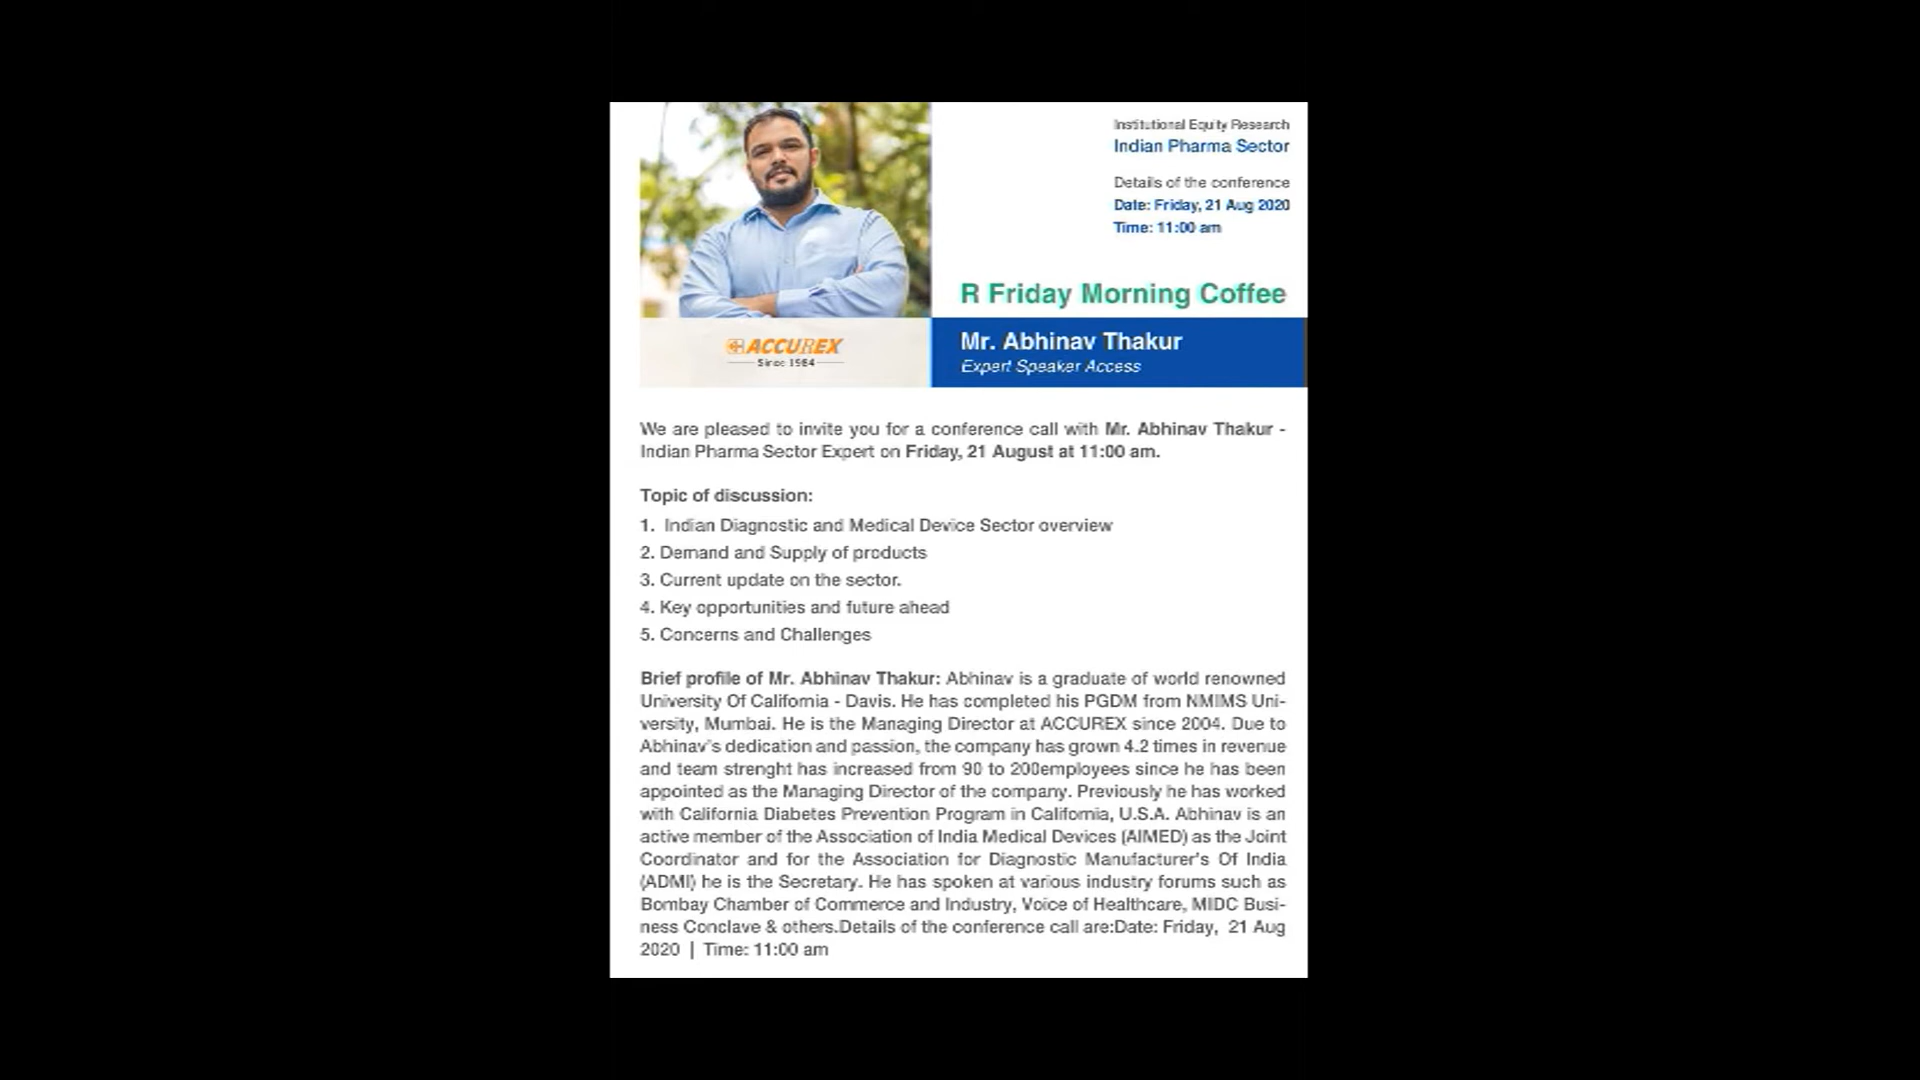 Institutional Equity Research
Indian Pharma Sector
Details of the conference
Date: Friday, 21 Aug 2020
Time: 11:00 am
R Friday Morning Coffee
ACCUREX
Since 1984
Mr. Abhinav Thakur
Expert Speaker Access
We are pleased to invite you for a conference call with Mr. Abhinav Thakur -
Indian Pharma Sector Expert on Friday, 21 August at 11:00 am.
Topic of discussion:
1. Indian Diagnostic and Medical Device Sector overview
2. Demand and Supply of products
3. Current update on the sector.
4. Key opportunities and future ahead
5. Concerns and Challenges
Brief profile of Mr. Abhinav Thakur: Abhinav is a graduate of world renowned
University Of California - Davis. He has completed his PGDM from NMIMS Uni-
versity, Mumbai. He is the Managing Director at ACCUREX since 2004. Due to
Abhinav's dedication and passion, the company has grown 4.2 times in revenue
and team strenght has increased from 90 to 200employees since he has been
appointed as the Managing Director of the company. Previously he has worked
with California Diabetes Prevention Program in California, U.S.A. Abhinav is an
active member of the Association of India Medical Devices (AIMED) as the Joint
Coordinator and for the Association for Diagnostic Manufacturer's Of India
(ADMI) he is the Secretary. He has spoken at various industry forums such as
Bombay Chamber of Commerce and Industry, Voice of Healthcare, MIDC Busi-
ness Conclave & others.Details of the conference call are:Date: Friday, 21 Aug
2020 | Time: 11:00 am